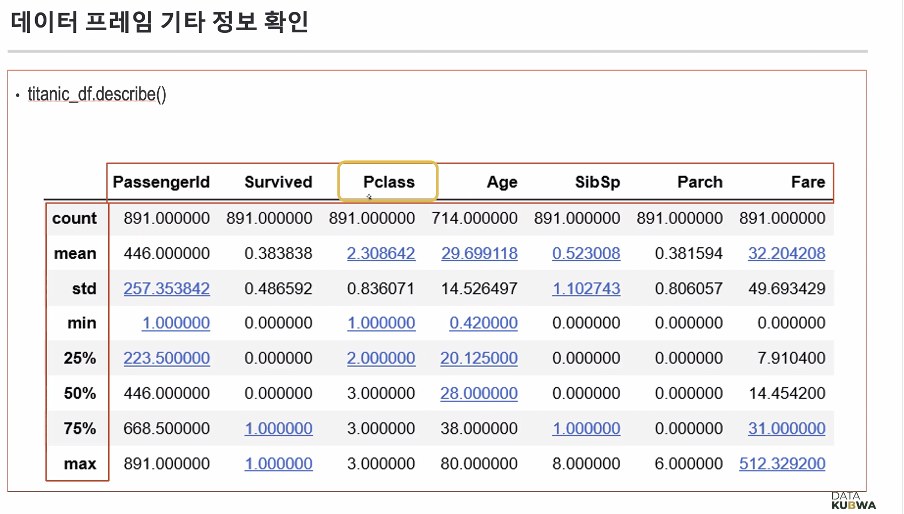 데이터 프레임 기타 정보 확인
• titanic_df.describe()
PassengerId Survived Pclass Age SibSp Parch Fare
count 891.000000 891.000000 891.000000 714.000000 891.000000 891.000000 891.000000
mean 446.000000 0.383838 2.308642 29.699118 0.523008 0.381594 32.204208
std 257.353842 0.486592 0.836071 14.526497 1.102743 0.806057 49.693429
min 1.000000 0.000000 1.000000 0.420000 0.000000 0.000000 0.000000
25% 223.500000 0.000000 2.000000 20.125000 0.000000 0.000000 7.910400
50% 446.000000 0.000000 3.000000 28.000000 0.000000 0.000000 14.454200
75% 668.500000 1.000000 3.000000 38.000000 1.000000 0.000000 31.000000
max 891.000000 1.000000 3.000000 80.000000 8.000000 6.000000 512.329200
DATA
KUBWA